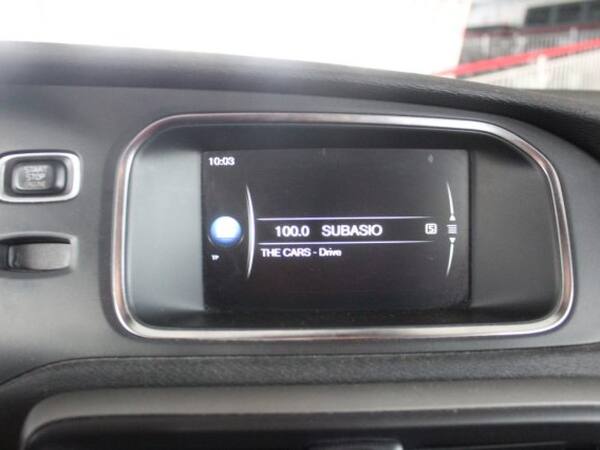 10:03
START
STOP
100.0 SUBASIO 5
THE CARS - Drive
TP